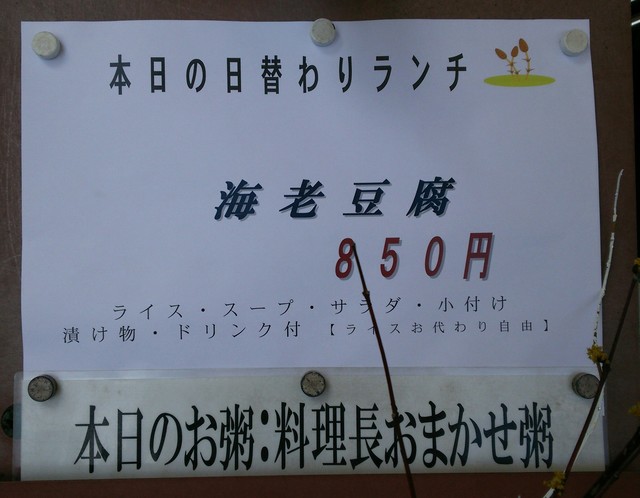 本日の日替わりランチ
海老豆腐
850円
ライス・スープ・サラダ・小付け
漬け物・ドリンク付【ライスお代わり自由】
本日のお粥:料理長おまかせ粥